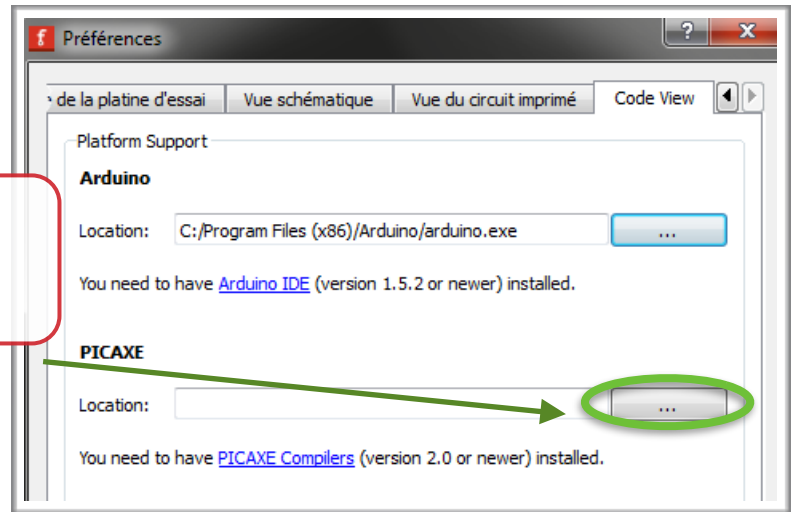 Préférences
de la platine d'essai Vue schématique Vue du circuit imprimé Code View
Platform Support
Arduino
Location: C:/Program Files (x86)/Arduino/arduino.exe ...
You need to have Arduino IDE (version 1.5.2 or newer) installed.
PICAXE
Location: ...
You need to have PICAXE Compilers (version 2.0 or newer) installed.